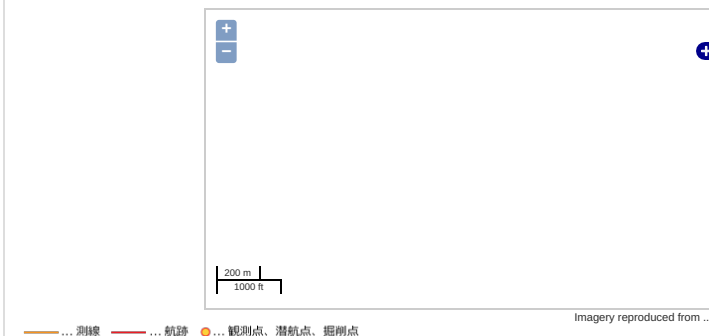 +
−
200 m
1000 ft
Imagery reproduced from ..
... 測線 ... 航跡 ... 観測点、潜航点、掘削点